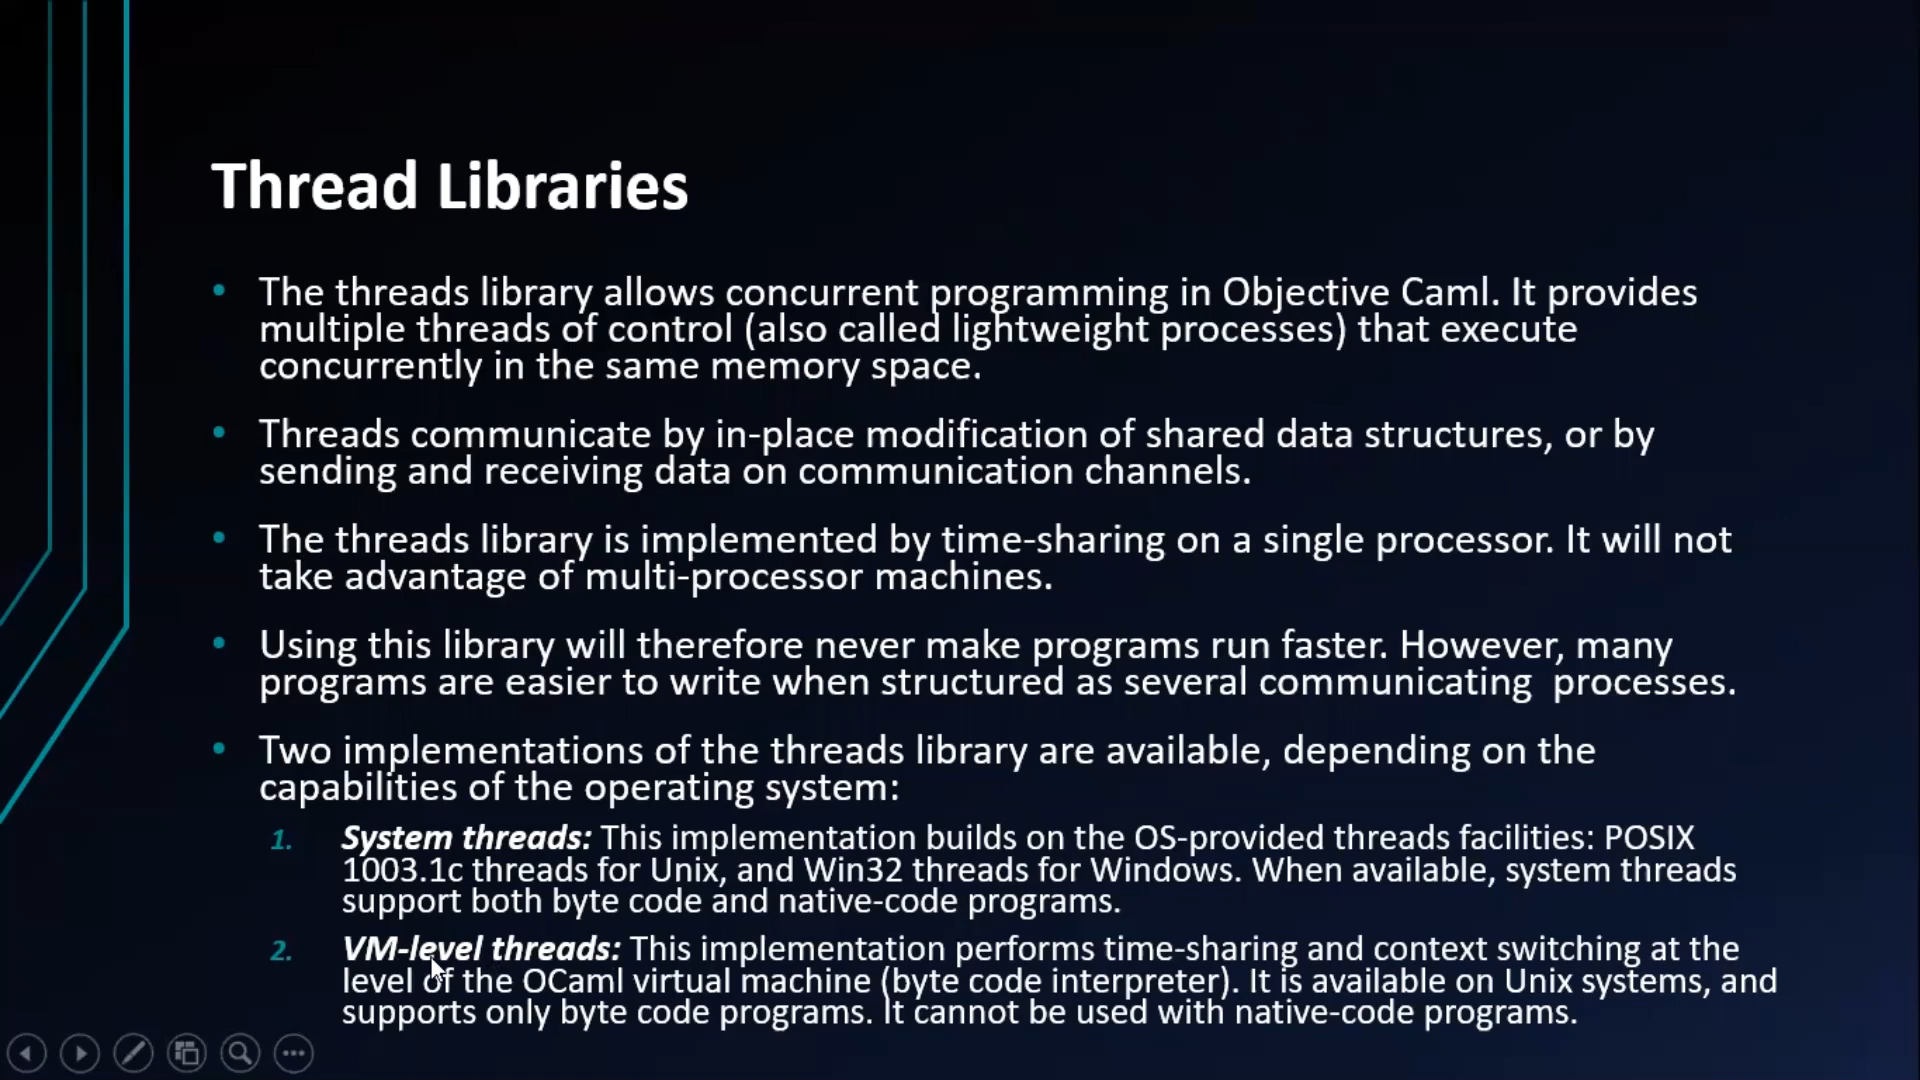 Thread Libraries
• The threads library allows concurrent programming in Objective Caml. It provides
multiple threads of control (also called lightweight processes) that execute
concurrently in the same memory space.
• Threads communicate by in-place modification of shared data structures, or by
sending and receiving data on communication channels.
• The threads library is implemented by time-sharing on a single processor. It will not
take advantage of multi-processor machines.
• Using this library will therefore never make programs run faster. However, many
programs are easier to write when structured as several communicating  processes.
• Two implementations of the threads library are available, depending on the
capabilities of the operating system:
1. System threads: This implementation builds on the OS-provided threads facilities: POSIX
1003.1c threads for Unix, and Win32 threads for Windows. When available, system threads
support both byte code and native-code programs.
2. VM-level threads: This implementation performs time-sharing and context switching at the
level of the OCaml virtual machine (byte code interpreter). It is available on Unix systems, and
supports only byte code programs. It cannot be used with native-code programs.